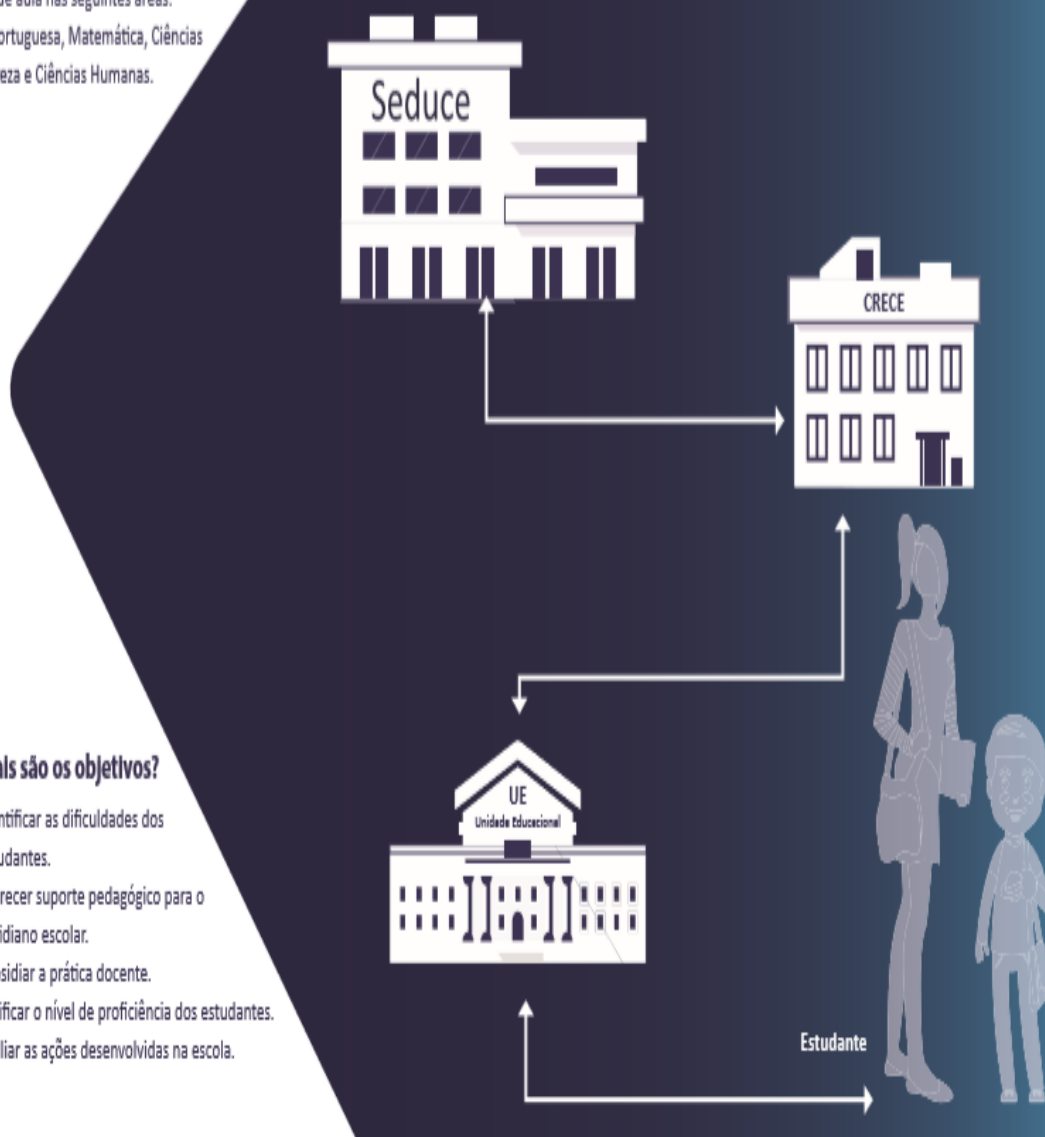 de aula nas seguintes áreas:
ortuguesa, Matemática, Ciências
eza e Ciências Humanas.
Seduce
CRECE
ais são os objetivos?
ntificar as dificuldades dos
udantes.
recer suporte pedagógico para o
idiano escolar.
sidiar a prática docente.
ificar o nível de proficiência dos estudantes.
liar as ações desenvolvidas na escola.
UE
Unidade Educacional
Estudante